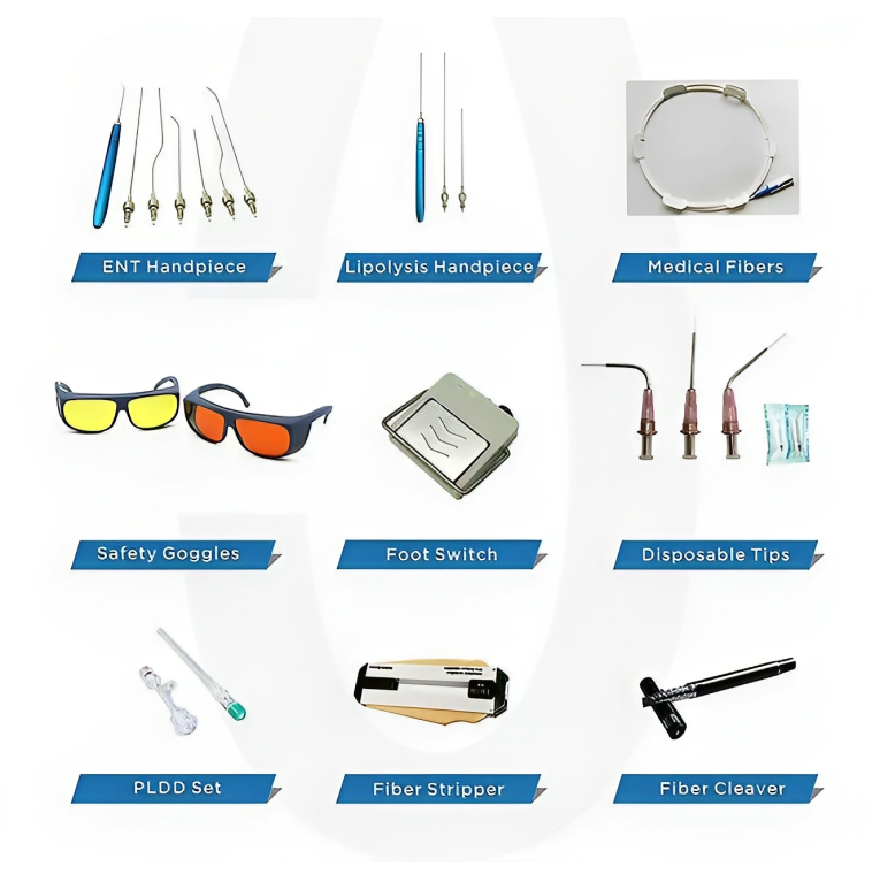 ENT Handpiece
Lipolysis Handpiece
Medical Fibers
Safety Goggles
Foot Switch
Disposable Tips
PLDD Set
Fiber Stripper
Fiber Cleaver